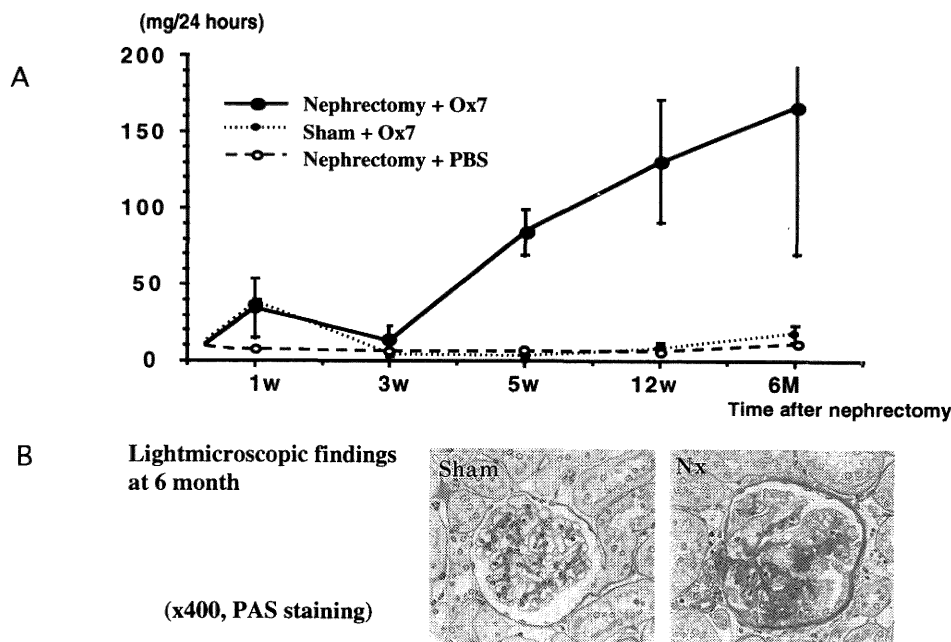 (mg/24 hours)
A
200
150
100
50
0
Nephrectomy + Ox7
Sham + Ox7
Nephrectomy + PBS
1w 3w 5w 12w 6M
Time after nephrectomy
B
Lightmicroscopic findings
at 6 month
(x400, PAS staining)
Sham
Nx